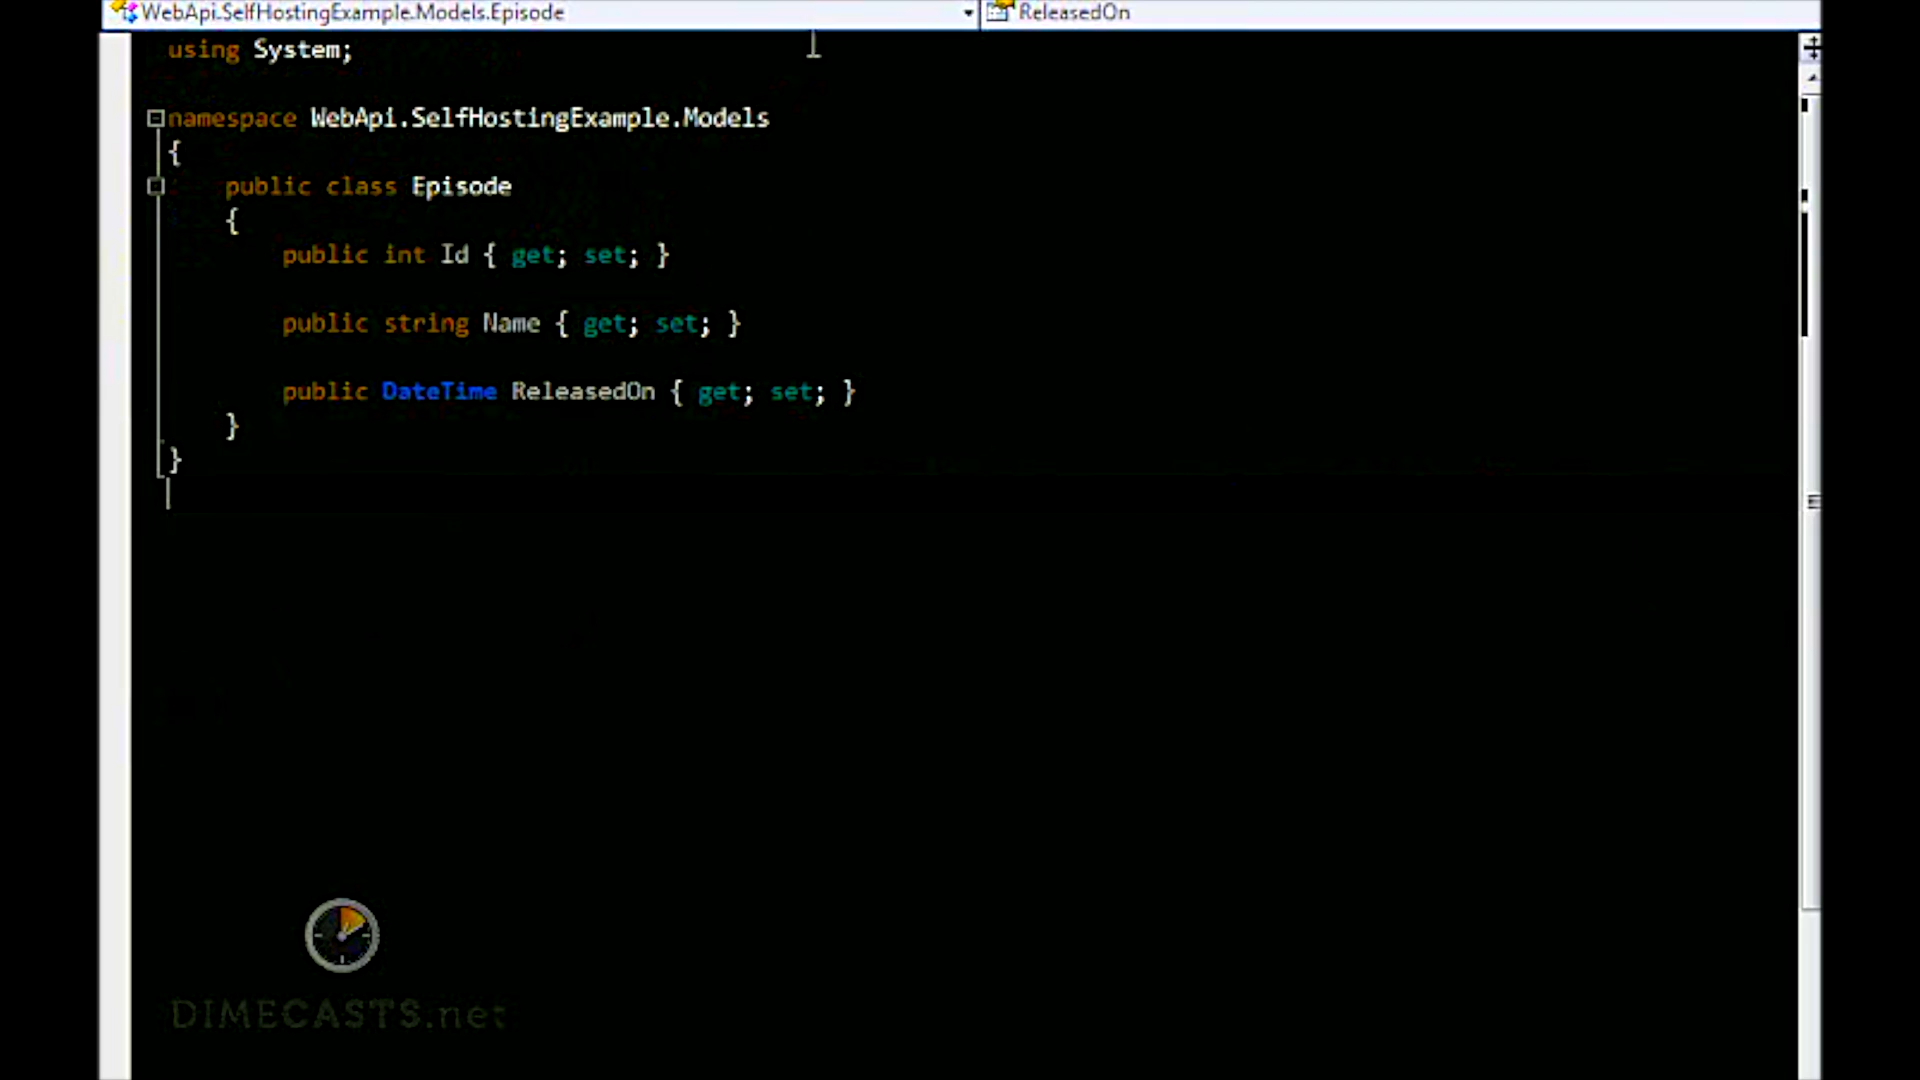 WebApi.SelfHostingExample.Models.Episode
ReleasedOn
using System;
namespace WebApi.SelfHostingExample.Models
{
public class Episode
{
public int Id { get; set; }
public string Name { get; set; }
public DateTime ReleasedOn { get; set; }
}
}
DIMECASTS.net